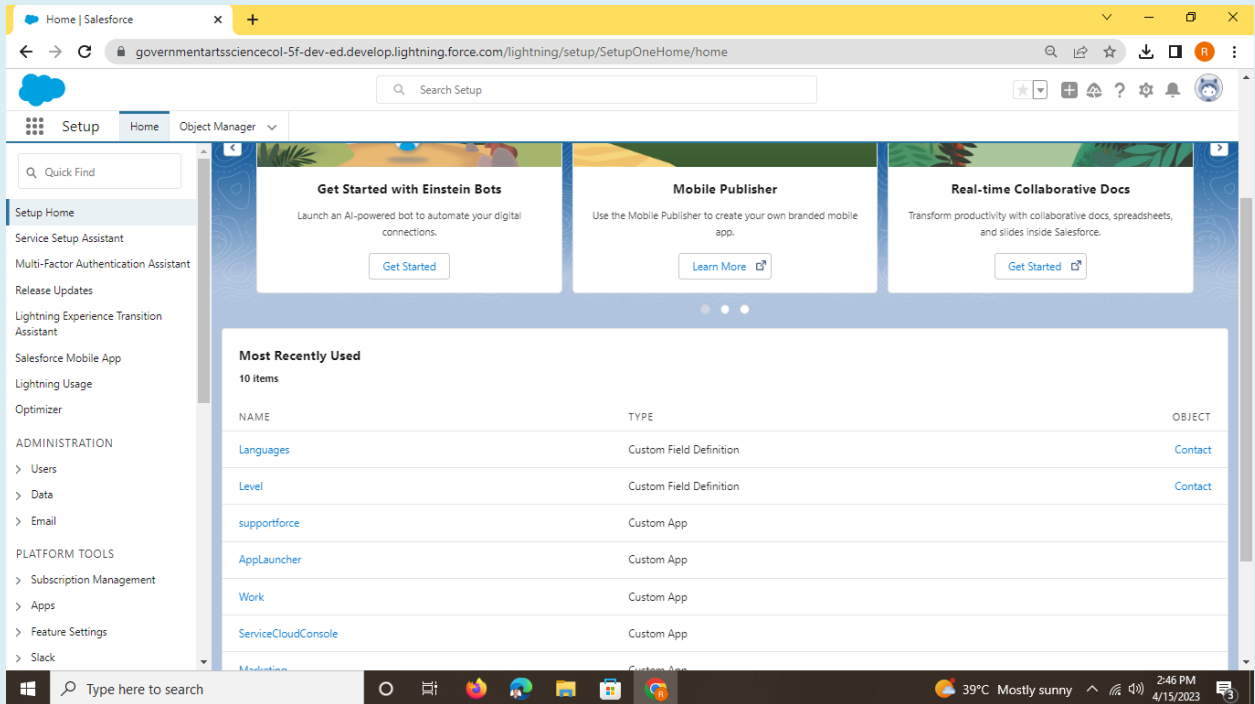 Home | Salesforce
governmentartssciencecol-5f-dev-ed.develop.lightning.force.com/lightning/setup/SetupOneHome/home
R
Search Setup
Setup
Home
Object Manager
Quick Find
Setup Home
Service Setup Assistant
Multi-Factor Authentication Assistant
Release Updates
Lightning Experience Transition
Assistant
Salesforce Mobile App
Lightning Usage
Optimizer
ADMINISTRATION
Users
Data
Email
PLATFORM TOOLS
Subscription Management
Apps
Feature Settings
Slack
Get Started with Einstein Bots
Launch an AI-powered bot to automate your digital
connections.
Get Started
Mobile Publisher
Use the Mobile Publisher to create your own branded mobile
app.
Learn More
Real-time Collaborative Docs
Transform productivity with collaborative docs, spreadsheets,
and slides inside Salesforce.
Get Started
Most Recently Used
10 items
NAME TYPE OBJECT
Languages Custom Field Definition Contact
Level Custom Field Definition Contact
supportforce Custom App
AppLauncher Custom App
Work Custom App
ServiceCloudConsole Custom App
Marketing Custom App
Type here to search
R
39°C Mostly sunny
2:46 PM
4/15/2023
3